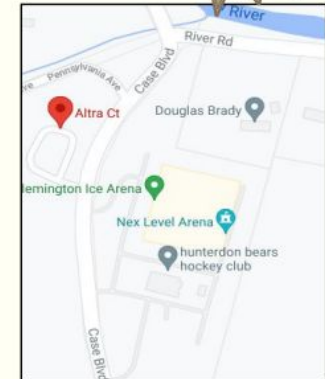 River
River Rd
Case Blvd
Pennsylvania Ave
Altra Ct
Douglas Brady
lemington Ice Arena
Nex Level Arena
hunterdon bears
hockey club
Case Blvd